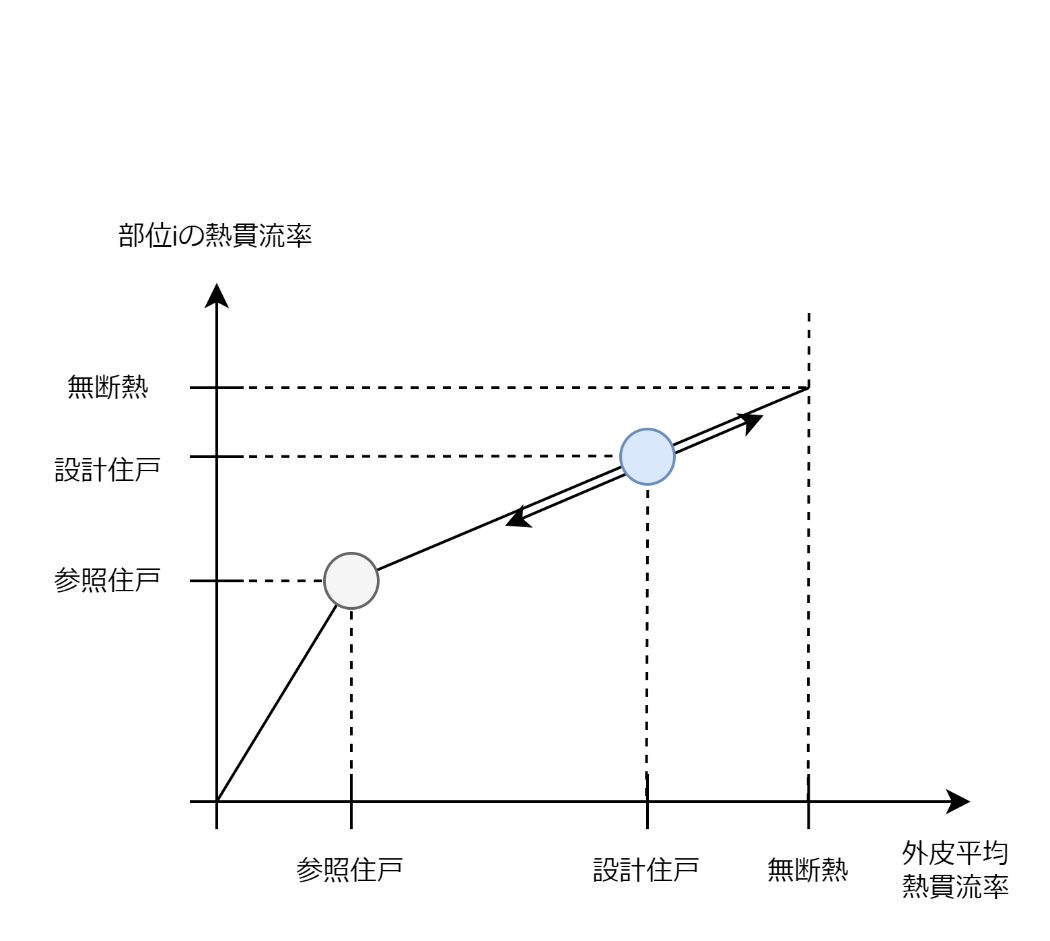 部位iの熱貫流率
無断熱
設計住戸
参照住戸
参照住戸
設計住戸
無断熱
外皮平均
熱貫流率